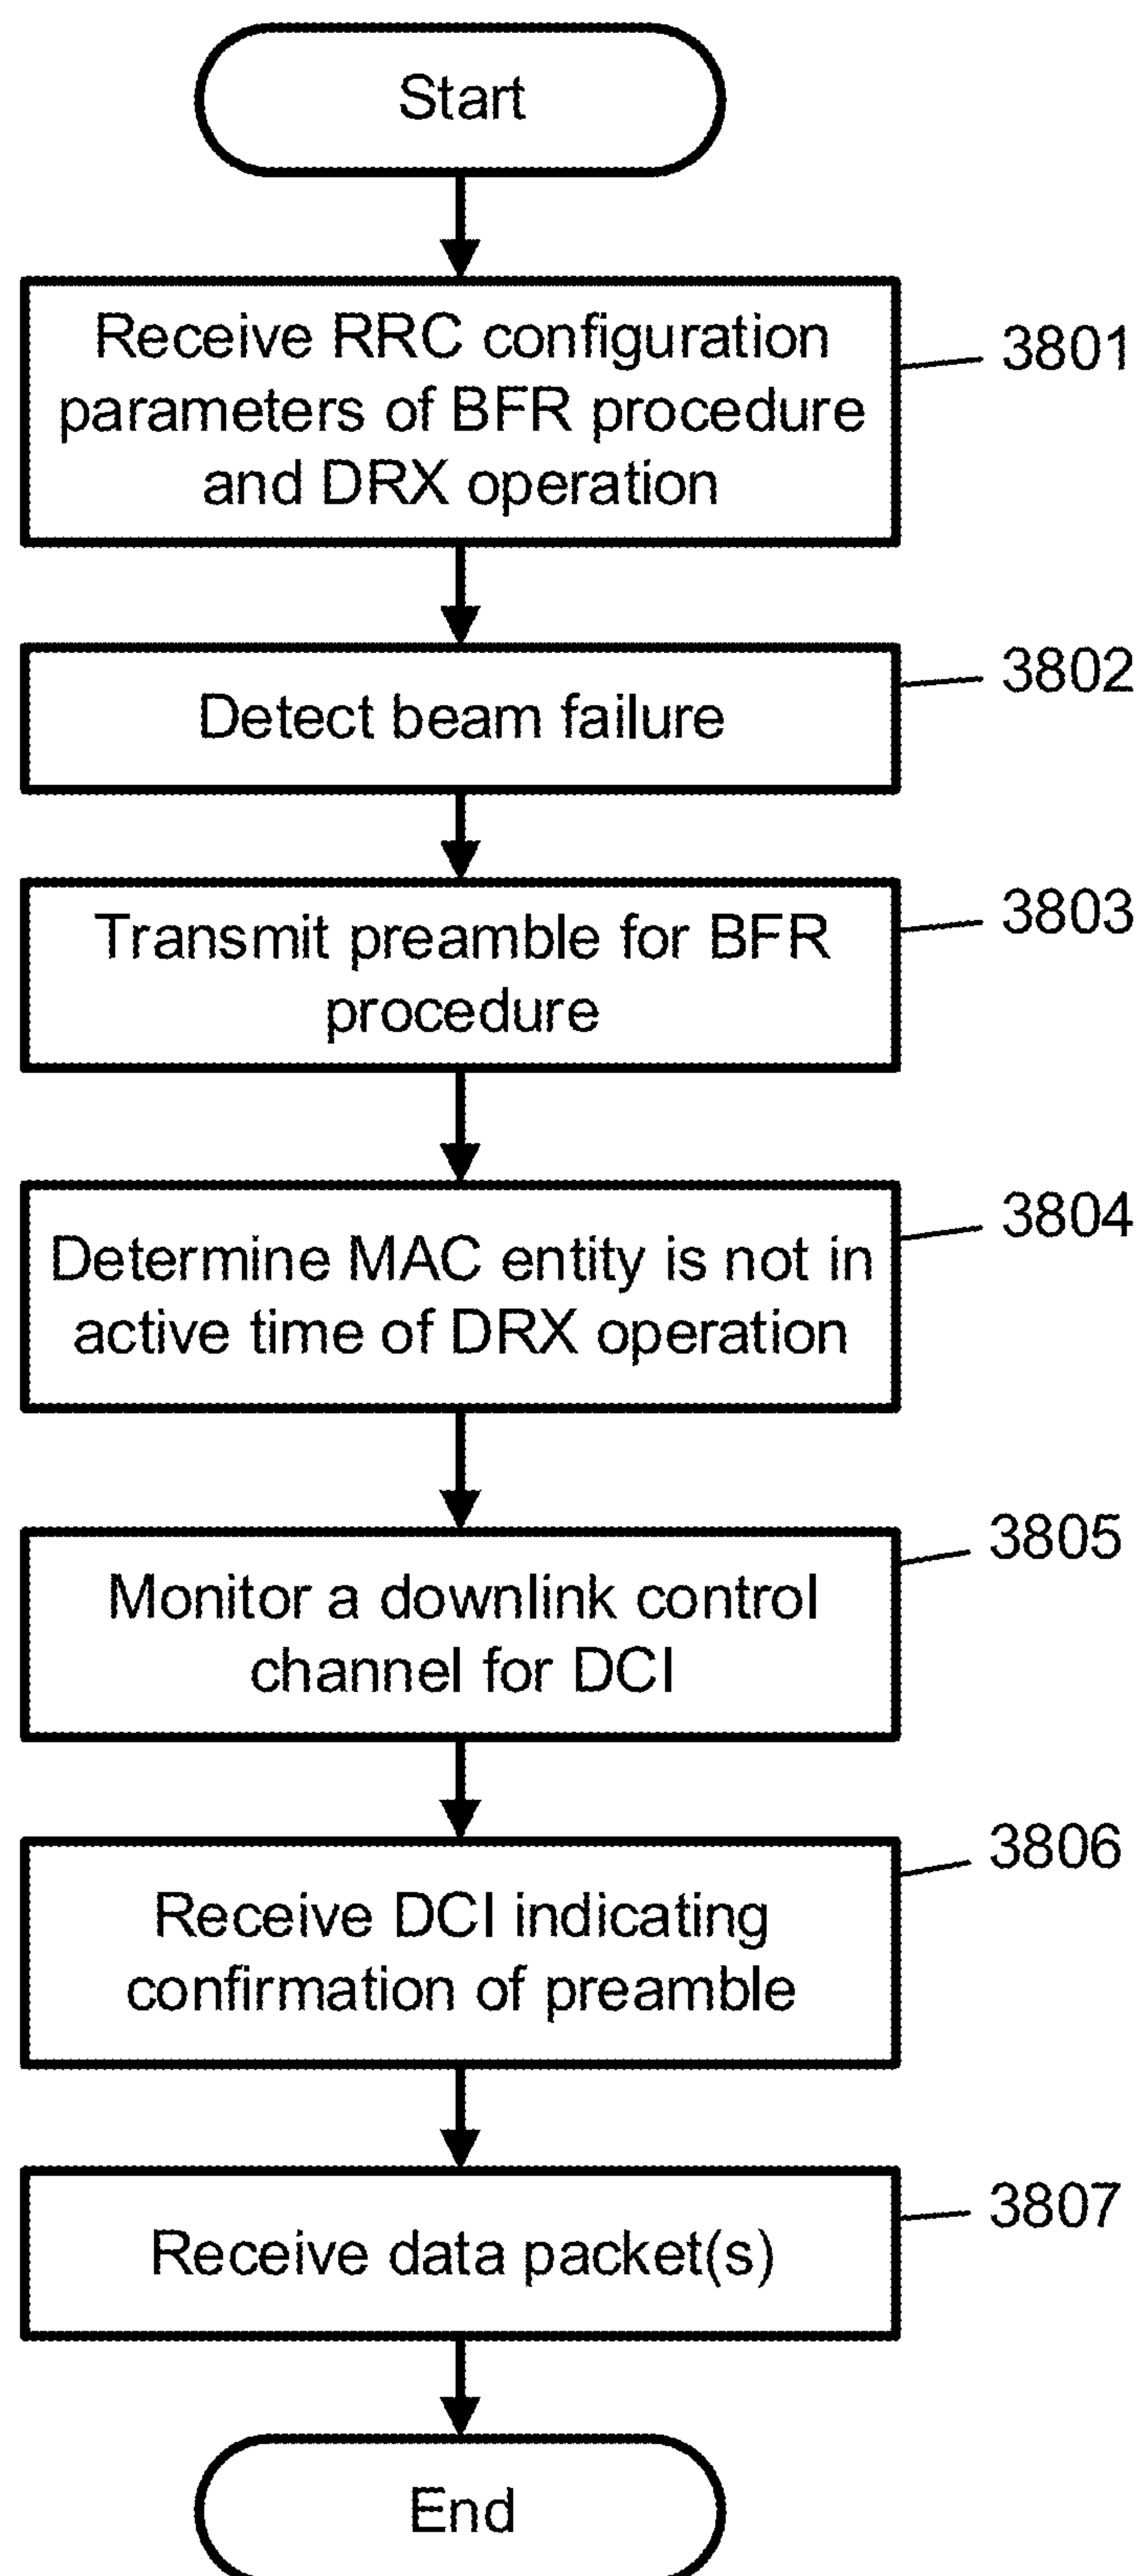 Start
Receive RRC configuration
parameters of BFR procedure
and DRX operation
3801
Detect beam failure
3802
Transmit preamble for BFR
procedure
3803
Determine MAC entity is not in
active time of DRX operation
3804
Monitor a downlink control
channel for DCI
3805
Receive DCI indicating
confirmation of preamble
3806
Receive data packet(s)
3807
End